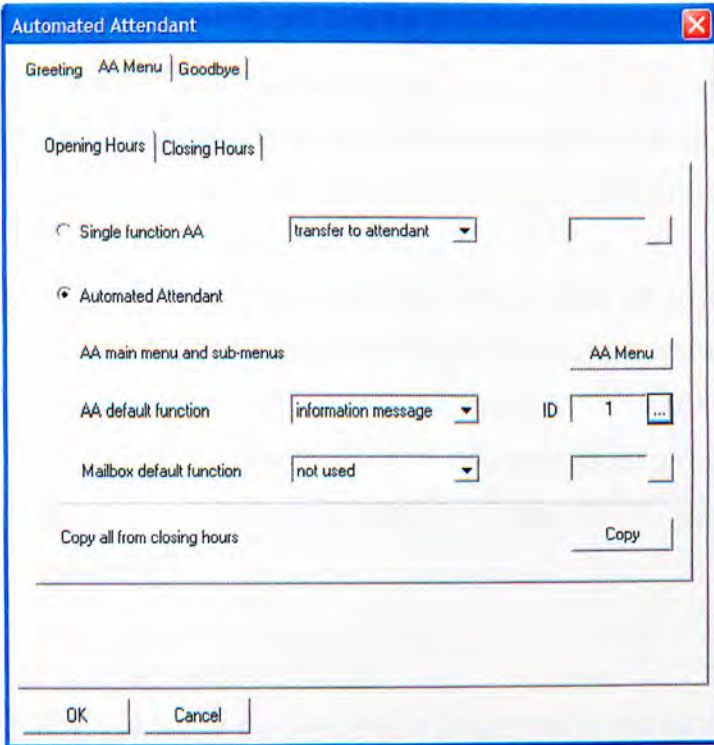 Automated Attendant
Greeting AA Menu Goodbye
Opening Hours Closing Hours
Single function AA transfer to attendant
Automated Attendant
AA main menu and sub-menus AA Menu
AA default function information message ID 1 ...
Mailbox default function not used
Copy all from closing hours Copy
OK Cancel